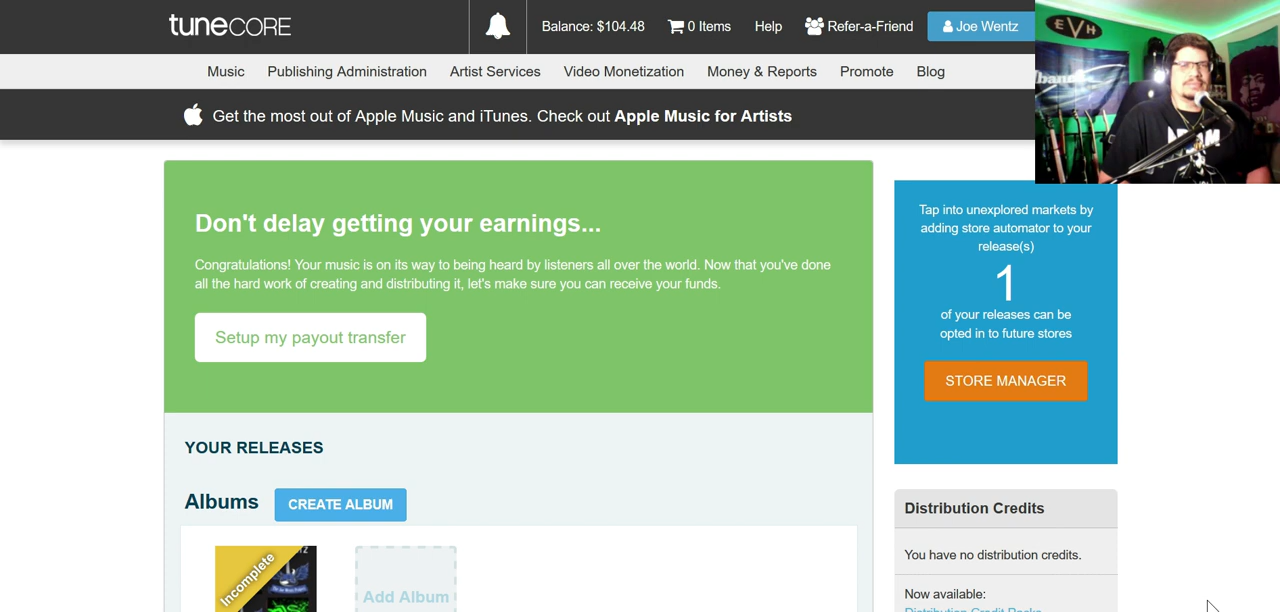 tunecore
Balance: $104.48
0 Items
Help
Refer-a-Friend
Joe Wentz
Music
Publishing Administration
Artist Services
Video Monetization
Money & Reports
Promote
Blog
Get the most out of Apple Music and iTunes. Check out Apple Music for Artists
EVH
Don't delay getting your earnings...
Congratulations! Your music is on its way to being heard by listeners all over the world. Now that you've done
all the hard work of creating and distributing it, let's make sure you can receive your funds.
Setup my payout transfer
Tap into unexplored markets by
adding store automator to your
release(s)
1
of your releases can be
opted in to future stores
STORE MANAGER
YOUR RELEASES
Albums
CREATE ALBUM
Incomplete
Add Album
Distribution Credits
You have no distribution credits.
Now available:
Distribution Credit Packs